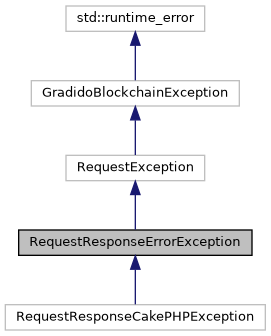 std::runtime_error
GradidoBlockchainException
RequestException
RequestResponseErrorException
RequestResponseCakePHPException